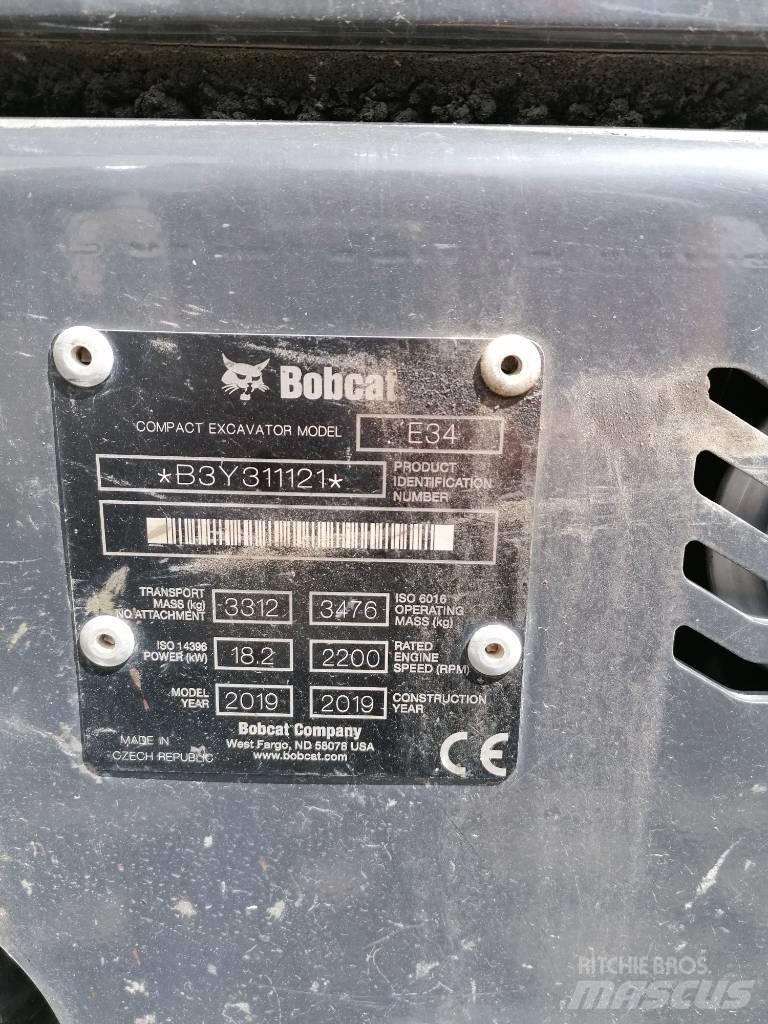 Bobcat
COMPACT EXCAVATOR MODEL E34
*B3Y311121* PRODUCT IDENTIFICATION NUMBER
TRANSPORT MASS (kg) NO ATTACHMENT 3312 3476 ISO 6016 OPERATING MASS (kg)
ISO 14396 POWER (kW) 18.2 2200 RATED ENGINE SPEED (RPM)
MODEL YEAR 2019 2019 CONSTRUCTION YEAR
Bobcat Company
West Fargo, ND 58078 USA
www.bobcat.com
MADE IN
CZECH REPUBLIC
CE
RITCHIE BROS.
MASCUS